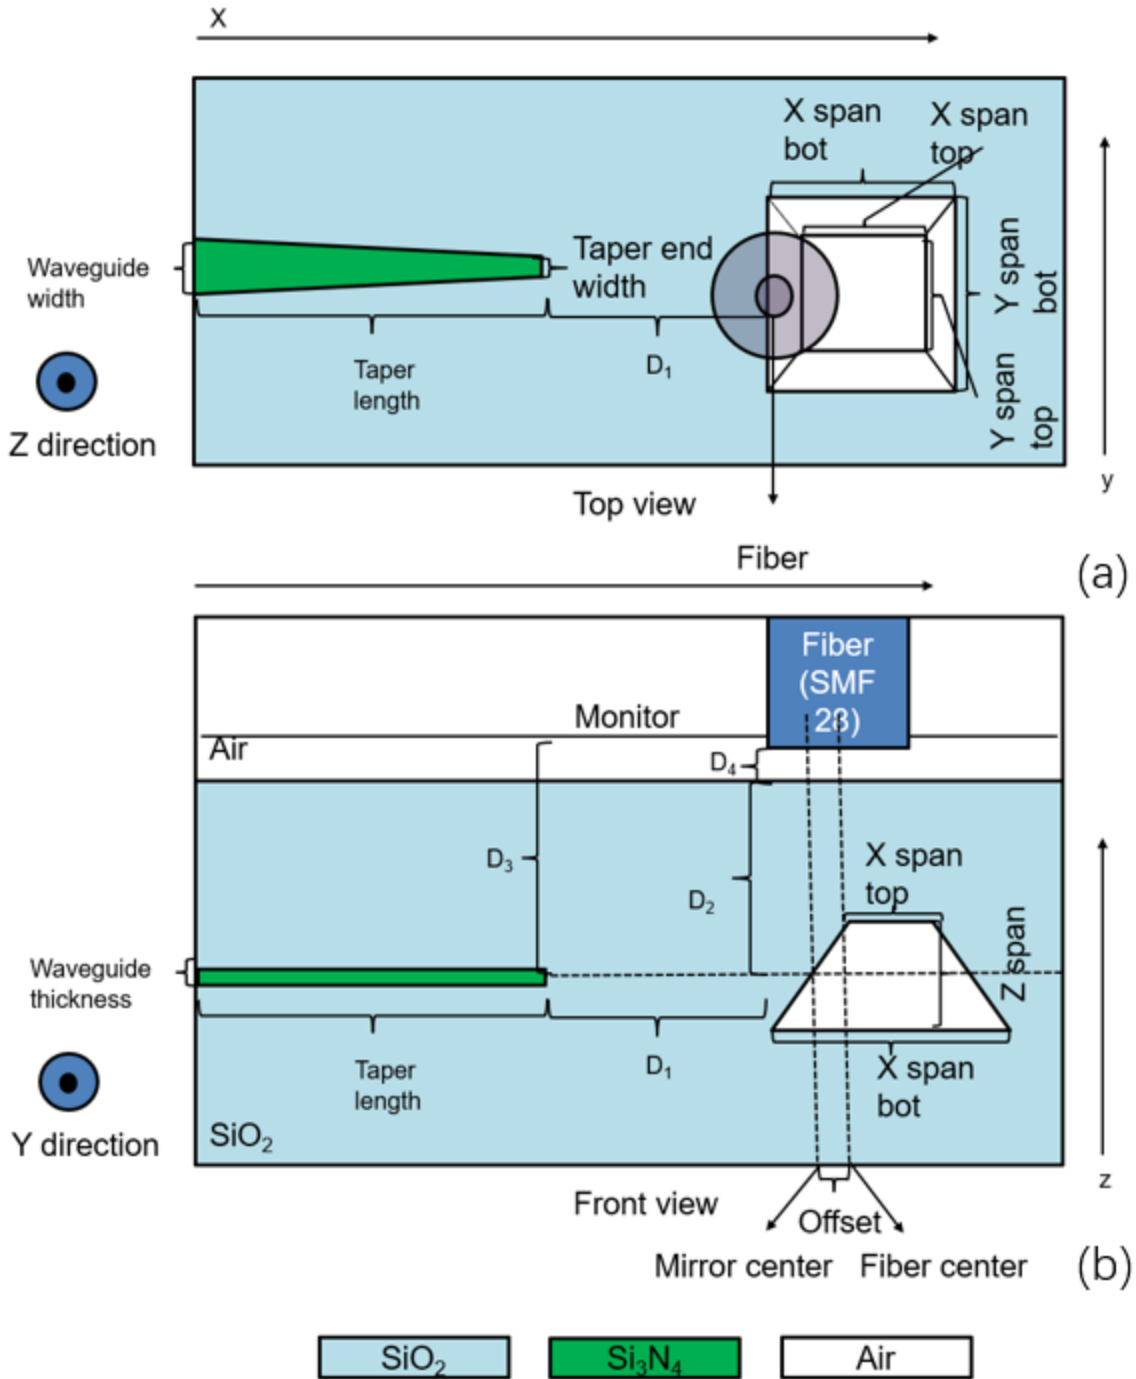 X
X span
bot
X span
top
Waveguide
width
Taper end
width
Y span
bot
Y span
top
Taper
length
D₁
Z direction
y
Top view
Fiber
(a)
Fiber
(SMF
28)
Monitor
Air
D₄
D₃
D₂
X span
top
Z span
Waveguide
thickness
Taper
length
D₁
X span
bot
Y direction
SiO₂
z
Front view
Offset
Mirror center
Fiber center
(b)
SiO₂
Si₃N₄
Air